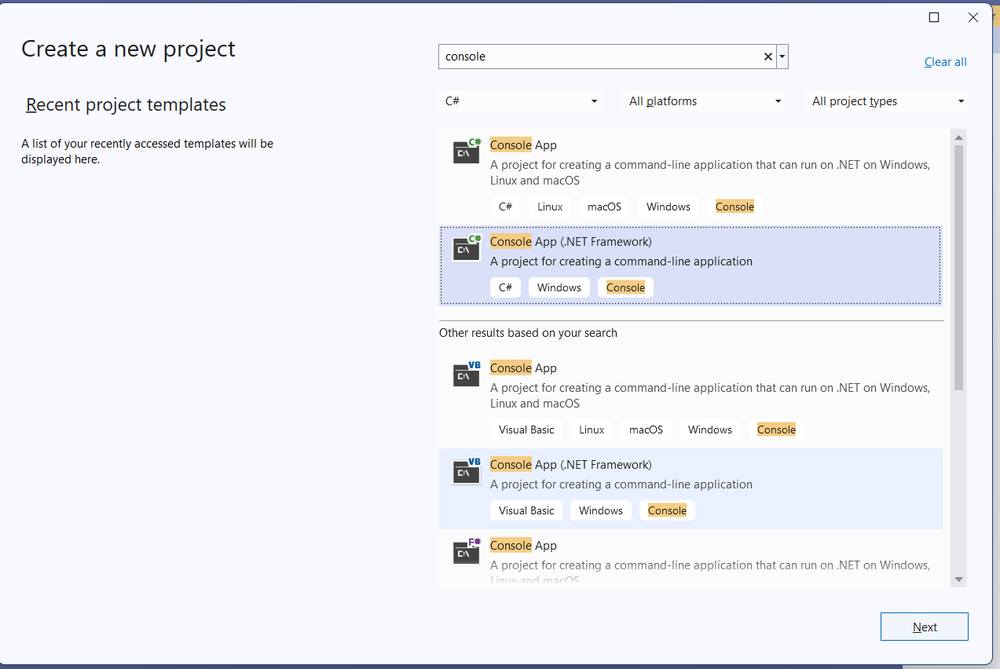 Create a new project
Recent project templates
A list of your recently accessed templates will be
displayed here.
console
Clear all
C#
All platforms
All project types
C#
C:\
Console App
A project for creating a command-line application that can run on .NET on Windows,
Linux and macOS
C#
Linux
macOS
Windows
Console
C#
C:\
Console App (.NET Framework)
A project for creating a command-line application
C#
Windows
Console
Other results based on your search
VB
C:\
Console App
A project for creating a command-line application that can run on .NET on Windows,
Linux and macOS
Visual Basic
Linux
macOS
Windows
Console
VB
C:\
Console App (.NET Framework)
A project for creating a command-line application
Visual Basic
Windows
Console
F#
C:\
Console App
A project for creating a command-line application that can run on .NET on Windows,
Linux and macOS
Next